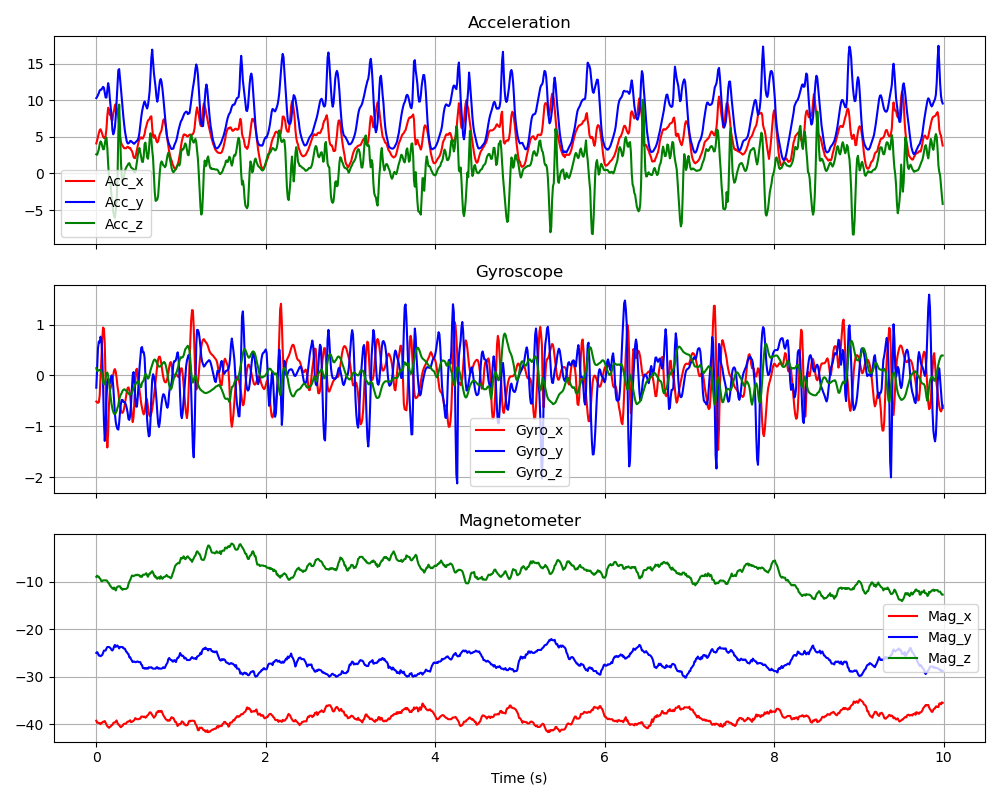 Acceleration
15
10
5
0
−5
Acc_x
Acc_y
Acc_z
Gyroscope
1
0
−1
−2
Gyro_x
Gyro_y
Gyro_z
Magnetometer
−10
−20
−30
−40
Mag_x
Mag_y
Mag_z
0 2 4 6 8 10
Time (s)